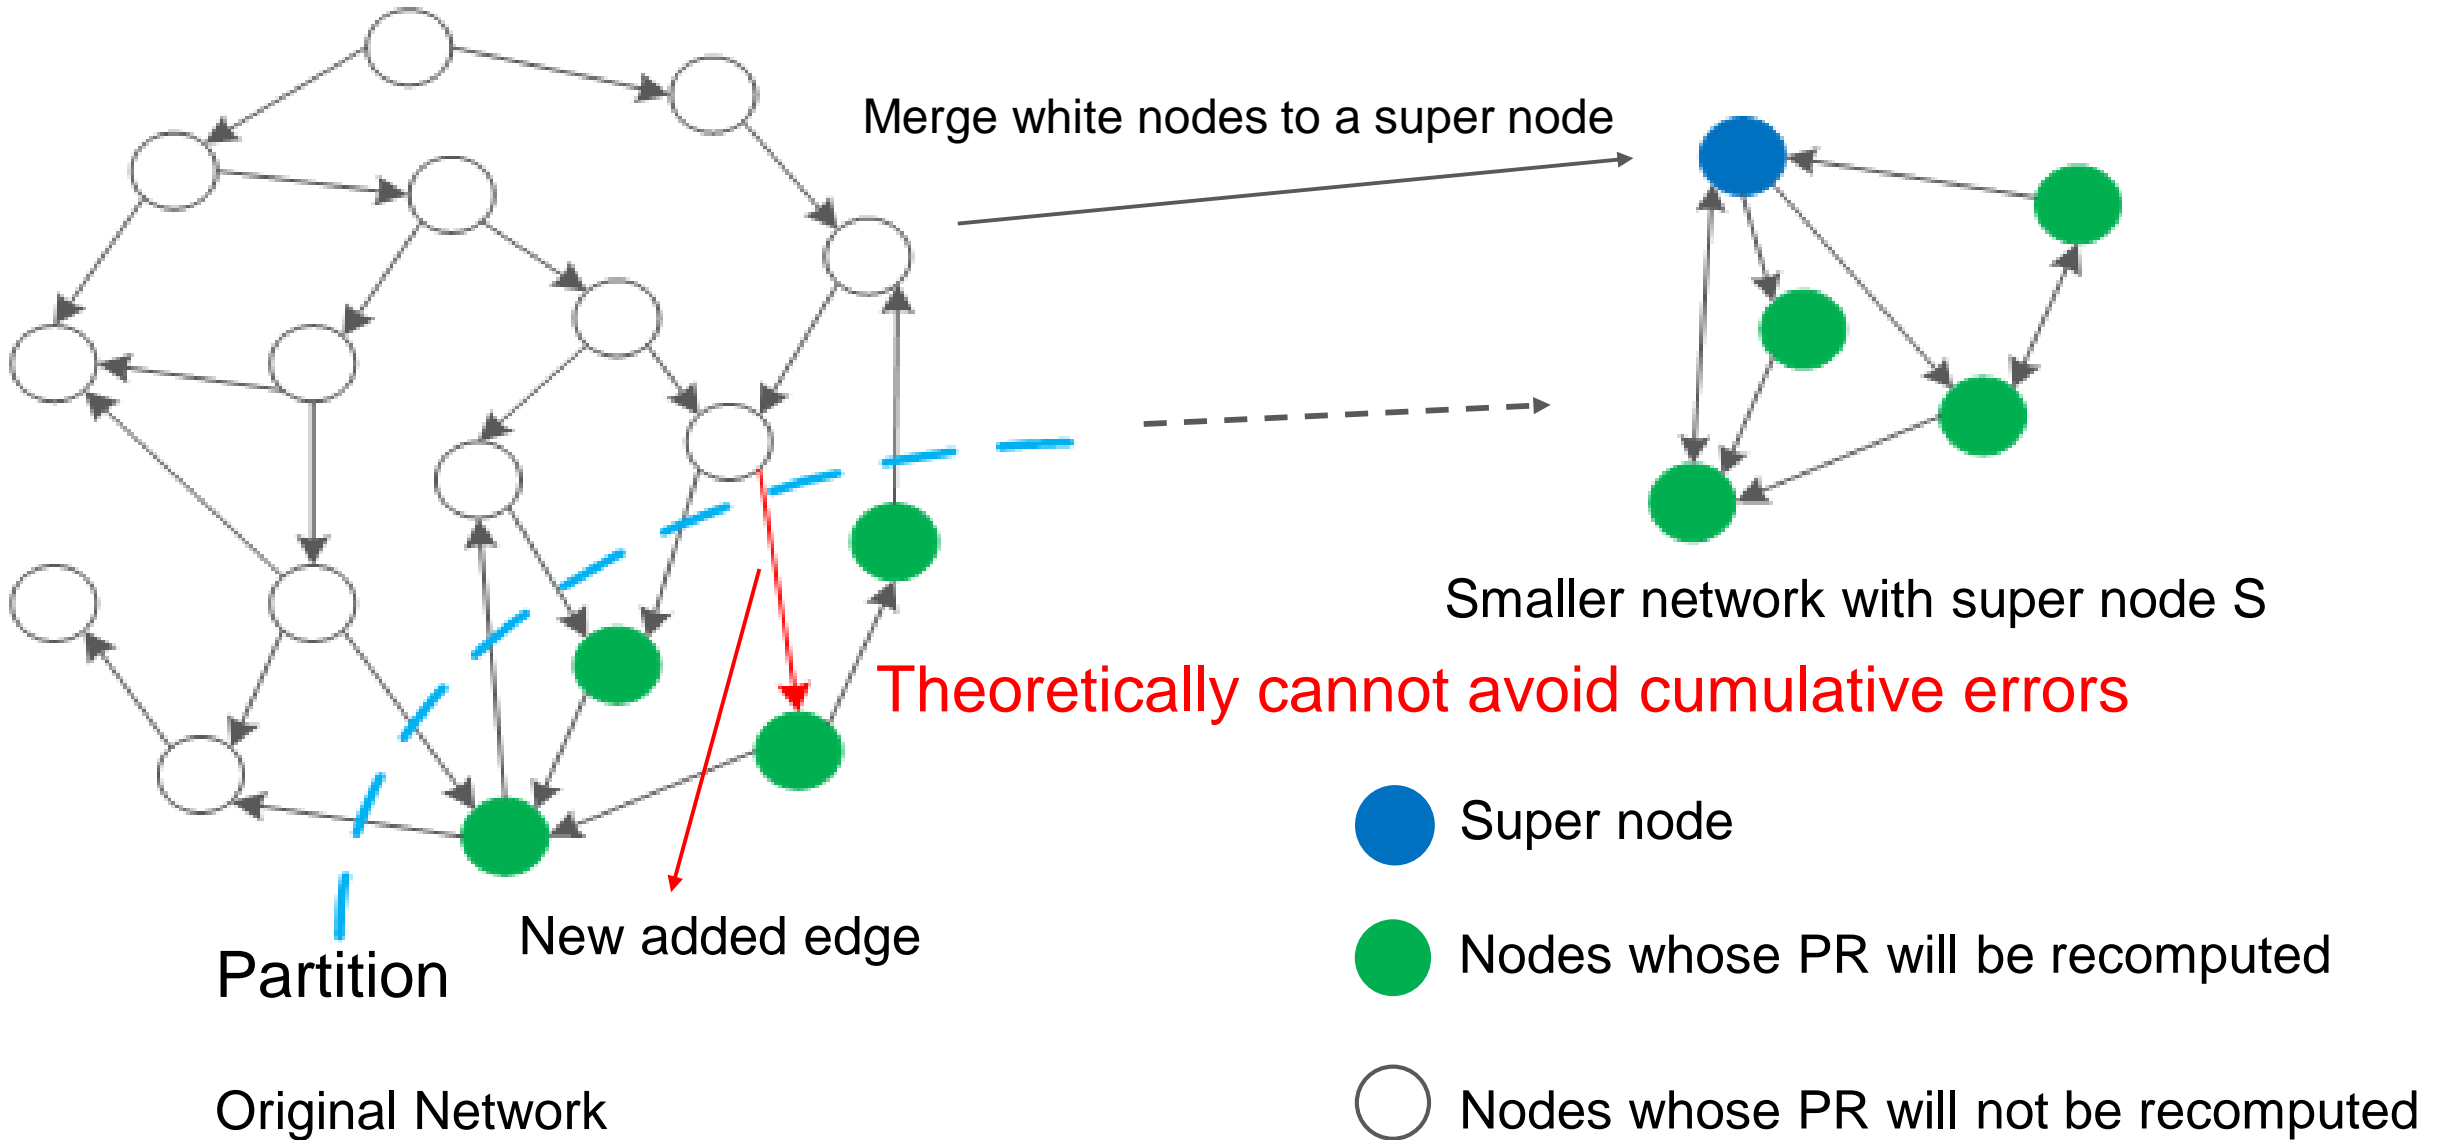 Merge white nodes to a super node
Smaller network with super node S
Theoretically cannot avoid cumulative errors
Super node
New added edge
Nodes whose PR will be recomputed
Partition
Original Network
Nodes whose PR will not be recomputed